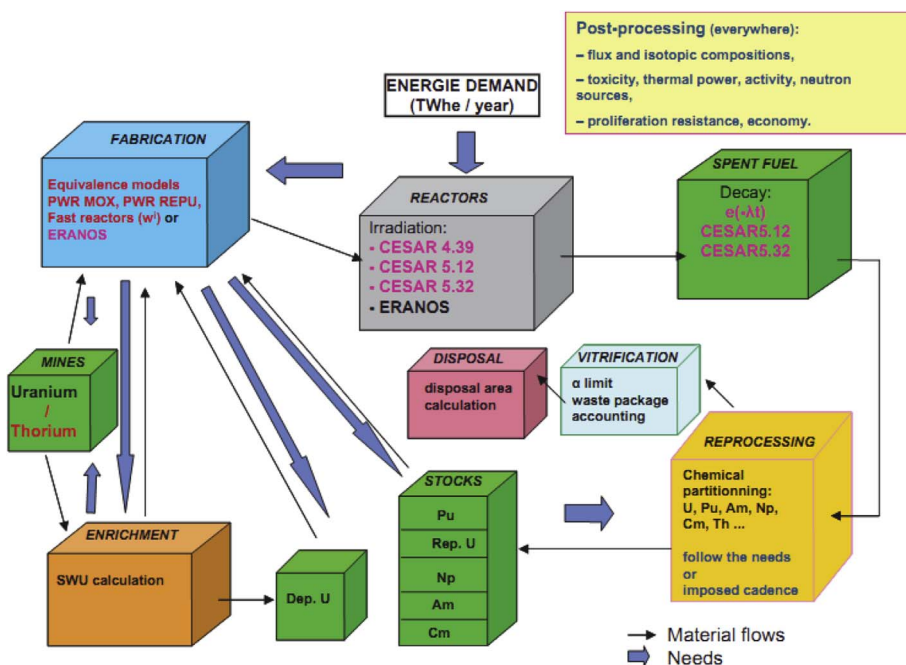 Post-processing (everywhere):
– flux and isotopic compositions,
– toxicity, thermal power, activity, neutron
sources,
– proliferation resistance, economy.
ENERGIE DEMAND
(TWhe / year)
FABRICATION
Equivalence models
PWR MOX, PWR REPU,
Fast reactors (wⁱ) or
ERANOS
REACTORS
Irradiation:
- CESAR 4.39
- CESAR 5.12
- CESAR 5.32
- ERANOS
SPENT FUEL
Decay:
e(-λt)
CESAR5.12
CESAR5.32
MINES
Uranium
/
Thorium
DISPOSAL
disposal area
calculation
VITRIFICATION
α limit
waste package
accounting
REPROCESSING
Chemical
partitionning:
U, Pu, Am, Np,
Cm, Th ...
follow the needs
or
imposed cadence
STOCKS
Pu
Rep. U
Np
Am
Cm
ENRICHMENT
SWU calculation
Dep. U
Material flows
Needs